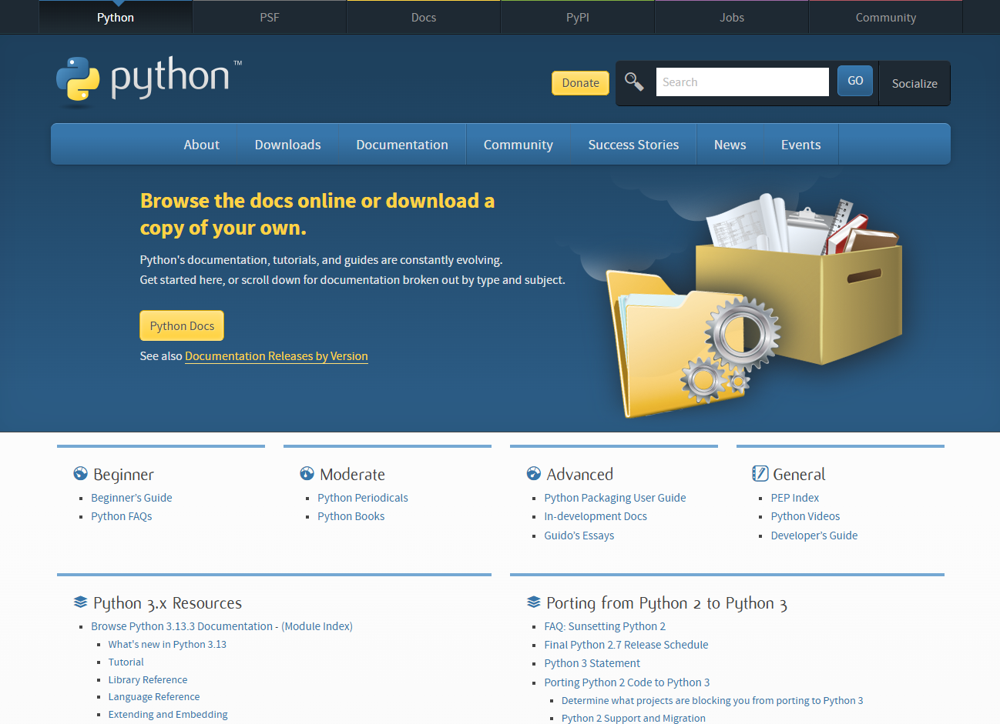 Python
PSF
Docs
PyPI
Jobs
Community
python™
Donate
Search
GO
Socialize
About
Downloads
Documentation
Community
Success Stories
News
Events
Browse the docs online or download a
copy of your own.
Python's documentation, tutorials, and guides are constantly evolving.
Get started here, or scroll down for documentation broken out by type and subject.
Python Docs
See also Documentation Releases by Version
Beginner
Beginner’s Guide
Python FAQs
Moderate
Python Periodicals
Python Books
Advanced
Python Packaging User Guide
In-development Docs
Guido’s Essays
General
PEP Index
Python Videos
Developer’s Guide
Python 3.x Resources
Browse Python 3.13.3 Documentation - (Module Index)
What's new in Python 3.13
Tutorial
Library Reference
Language Reference
Extending and Embedding
Porting from Python 2 to Python 3
FAQ: Sunsetting Python 2
Final Python 2.7 Release Schedule
Python 3 Statement
Porting Python 2 Code to Python 3
Determine what projects are blocking you from porting to Python 3
Python 2 Support and Migration